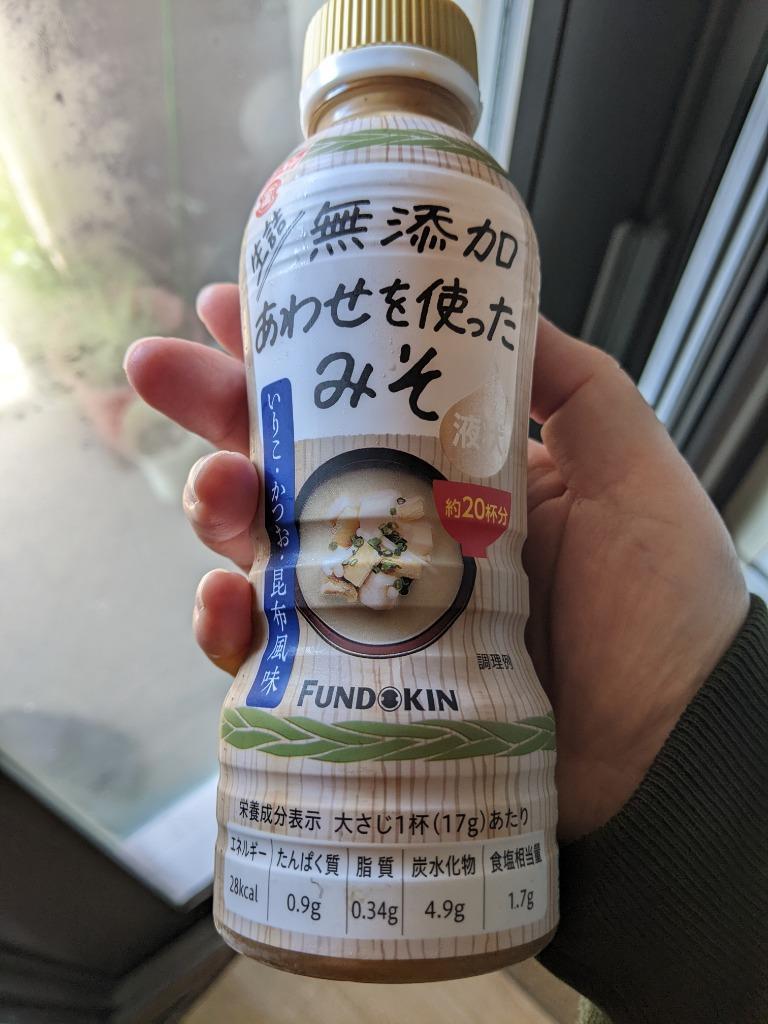 生詰
無添加
あわせを使った
みそ
液状
いりこ・かつお・昆布風味
約20杯分
調理例
FUNDOKIN
栄養成分表示 大さじ1杯(17g)あたり
エネルギー たんぱく質 脂質 炭水化物 食塩相当量
28kcal 0.9g 0.34g 4.9g 1.7g